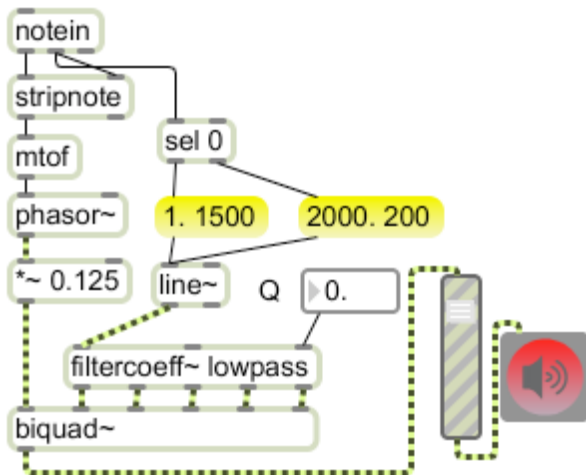 notein
stripnote
sel 0
mtof
phasor~
1. 1500
2000. 200
*~ 0.125
line~
Q
0.
filtercoeff~ lowpass
biquad~